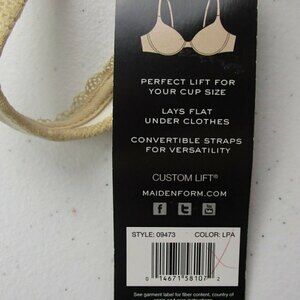 PERFECT LIFT FOR
YOUR CUP SIZE
LAYS FLAT
UNDER CLOTHES
CONVERTIBLE STRAPS
FOR VERSATILITY
CUSTOM LIFT®
MAIDENFORM.COM
STYLE: 09473 COLOR: LPA
0 14671 58107 2
See garment label for fiber content, country of